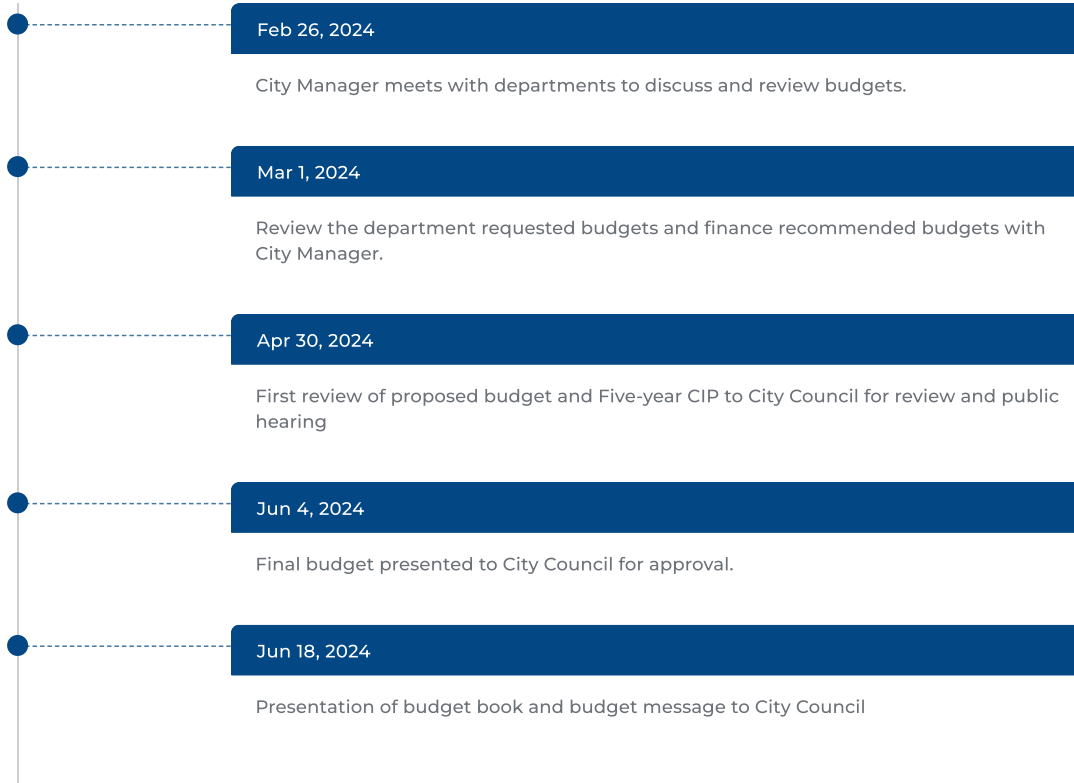 Feb 26, 2024
City Manager meets with departments to discuss and review budgets.
Mar 1, 2024
Review the department requested budgets and finance recommended budgets with
City Manager.
Apr 30, 2024
First review of proposed budget and Five-year CIP to City Council for review and public
hearing
Jun 4, 2024
Final budget presented to City Council for approval.
Jun 18, 2024
Presentation of budget book and budget message to City Council